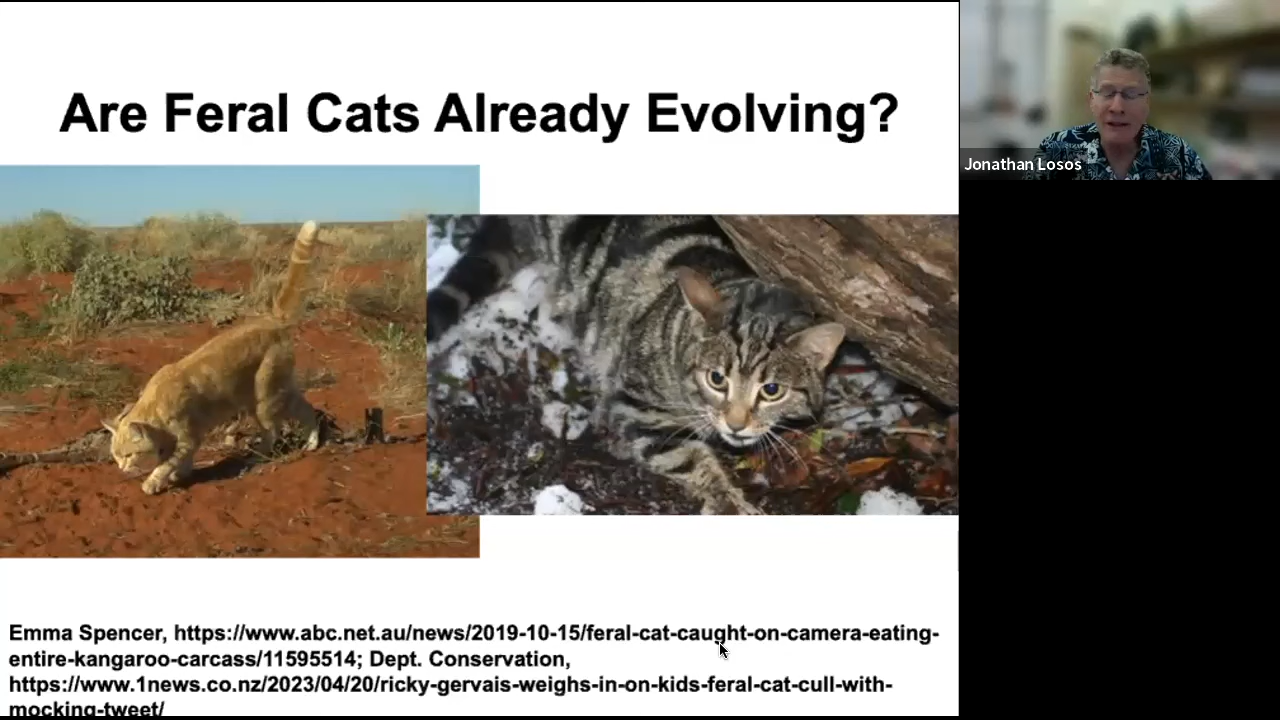 Are Feral Cats Already Evolving?
Jonathan Losos
Emma Spencer, https://www.abc.net.au/news/2019-10-15/feral-cat-caught-on-camera-eating-
entire-kangaroo-carcass/11595514; Dept. Conservation,
https://www.1news.co.nz/2023/04/20/ricky-gervais-weighs-in-on-kids-feral-cat-cull-with-
mocking-tweet/